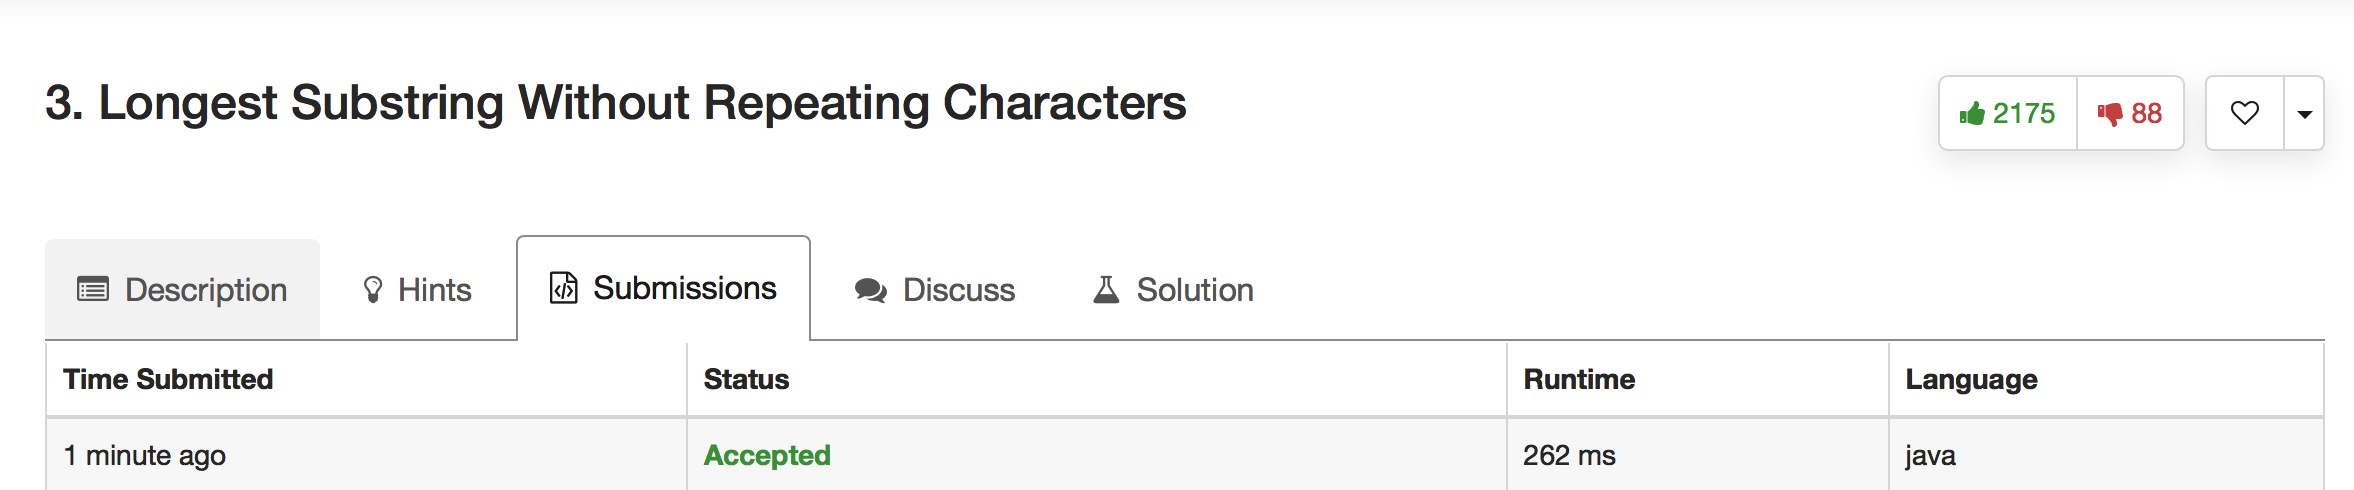 3. Longest Substring Without Repeating Characters
2175 88
Description Hints Submissions Discuss Solution
Time Submitted Status Runtime Language
1 minute ago Accepted 262 ms java